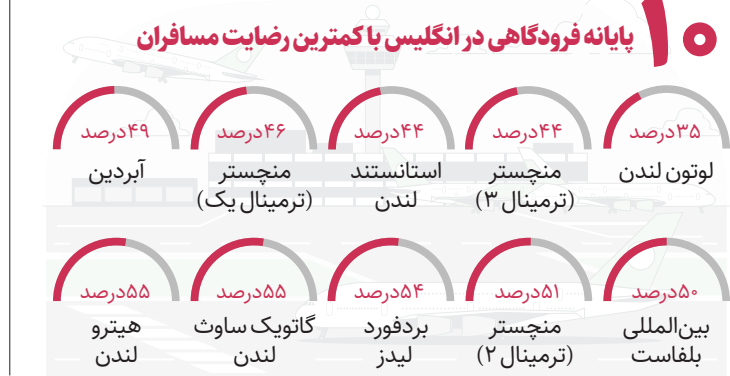 ۱۰ پایانه فرودگاهی در انگلیس با کمترین رضایت مسافران
۳۵درصد
لوتون لندن
۴۴درصد
منچستر
(ترمینال ۳)
۴۴درصد
استانستند
لندن
۴۶درصد
منچستر
(ترمینال یک)
۴۹درصد
آبردین
۵۰درصد
بین‌المللی
بلفاست
۵۱درصد
منچستر
(ترمینال ۲)
۵۴درصد
بردفورد
لیدز
۵۵درصد
گاتویک ساوث
لندن
۵۵درصد
هیترو
لندن